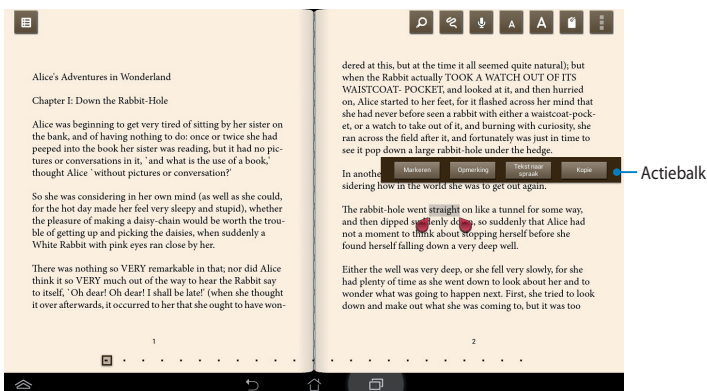 Alice's Adventures in Wonderland
Chapter I: Down the Rabbit-Hole
Alice was beginning to get very tired of sitting by her sister on
the bank, and of having nothing to do: once or twice she had
peeped into the book her sister was reading, but it had no pic-
tures or conversations in it, `and what is the use of a book,'
thought Alice `without pictures or conversation?'
So she was considering in her own mind (as well as she could,
for the hot day made her feel very sleepy and stupid), whether
the pleasure of making a daisy-chain would be worth the trou-
ble of getting up and picking the daisies, when suddenly a
White Rabbit with pink eyes ran close by her.
There was nothing so VERY remarkable in that; nor did Alice
think it so VERY much out of the way to hear the Rabbit say
to itself, `Oh dear! Oh dear! I shall be late!' (when she thought
it over afterwards, it occurred to her that she ought to have won-
1
A
A
dered at this, but at the time it all seemed quite natural); but
when the Rabbit actually TOOK A WATCH OUT OF ITS
WAISTCOAT- POCKET, and looked at it, and then hurried
on, Alice started to her feet, for it flashed across her mind that
she had never before seen a rabbit with either a waistcoat-pock-
et, or a watch to take out of it, and burning with curiosity, she
ran across the field after it, and fortunately was just in time to
see it pop down a large rabbit-hole under the hedge.
Markeren
Opmerking
Tekst naar
spraak
Kopie
Actiebalk
In anothe
sidering how in the world she was to get out again.
The rabbit-hole went straight on like a tunnel for some way,
and then dipped suddenly down, so suddenly that Alice had
not a moment to think about stopping herself before she
found herself falling down a very deep well.
Either the well was very deep, or she fell very slowly, for she
had plenty of time as she went down to look about her and to
wonder what was going to happen next. First, she tried to look
down and make out what she was coming to, but it was too
2